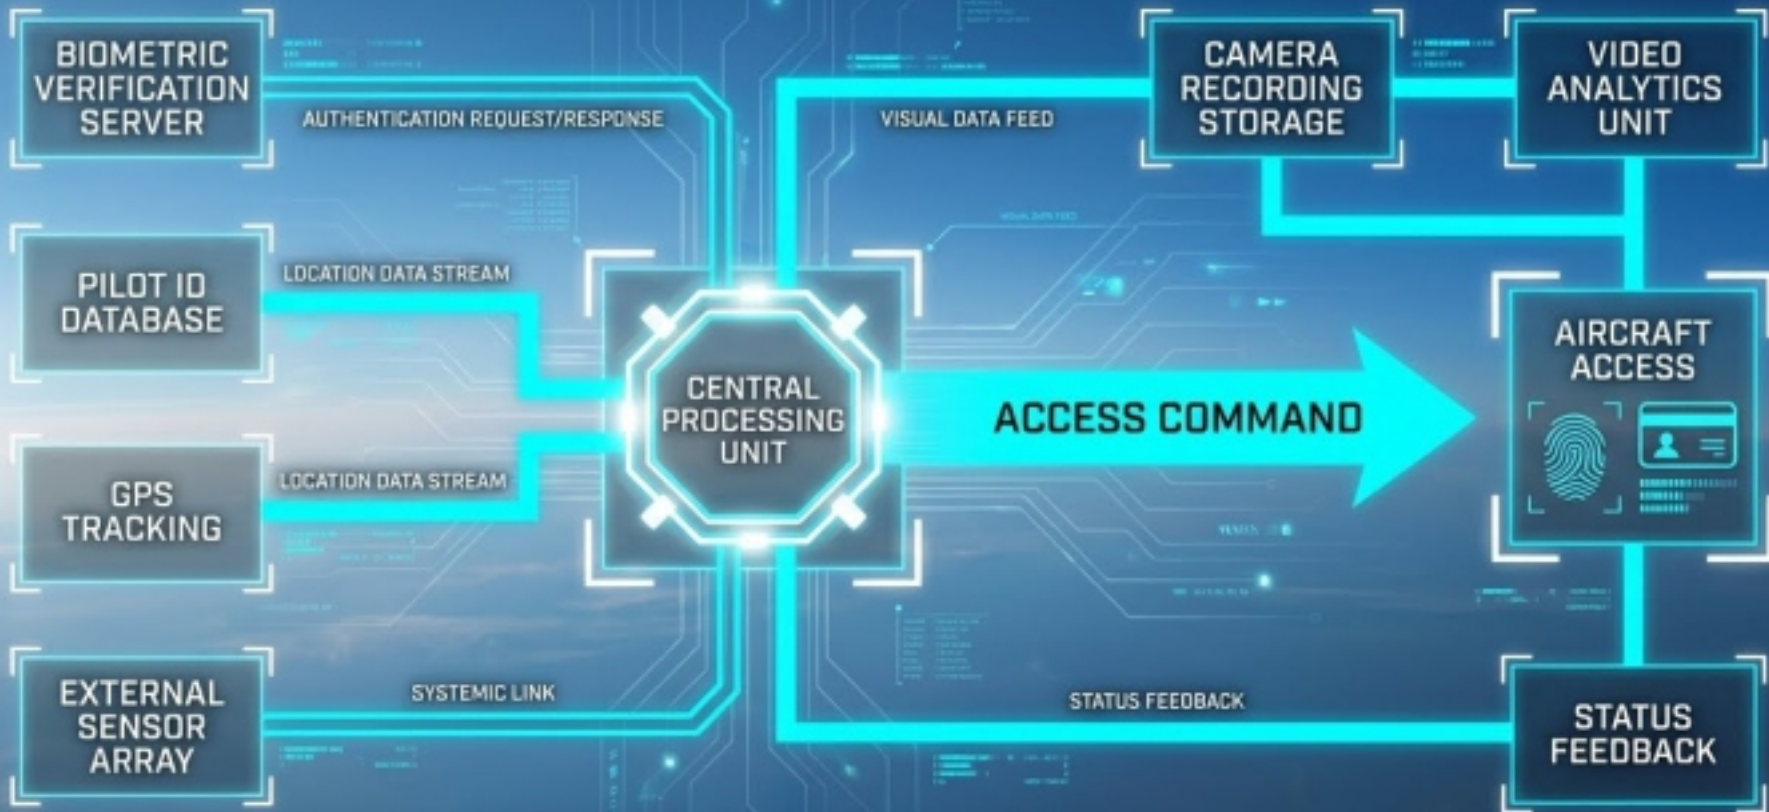 BIOMETRIC
VERIFICATION
SERVER
AUTHENTICATION REQUEST/RESPONSE
VISUAL DATA FEED
CAMERA
RECORDING
STORAGE
VIDEO
ANALYTICS
UNIT
PILOT ID
DATABASE
LOCATION DATA STREAM
CENTRAL
PROCESSING
UNIT
ACCESS COMMAND
AIRCRAFT
ACCESS
GPS
TRACKING
LOCATION DATA STREAM
EXTERNAL
SENSOR
ARRAY
SYSTEMIC LINK
STATUS FEEDBACK
STATUS
FEEDBACK